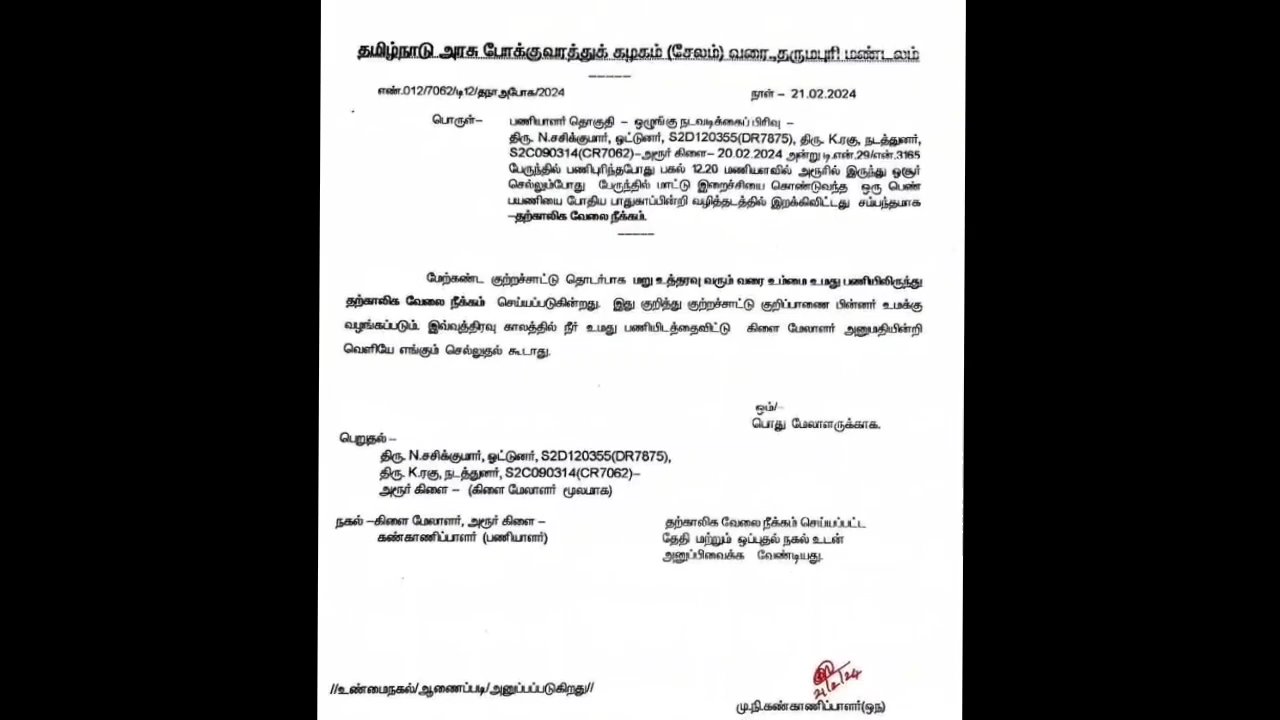 தமிழ்நாடு அரசு போக்குவரத்துக் கழகம் (சேலம்) வரை.,தருமபுரி மண்டலம்
-----
எண்.012/7062/டி12/தநாஅபோக/2024 நாள் – 21.02.2024
பொருள்– பணியாளர் தொகுதி – ஒழுங்கு நடவடிக்கைப் பிரிவு –
திரு. N.சசிக்குமார், ஓட்டுனர், S2D120355(DR7875), திரு. K.ரகு, நடத்துனர்,
S2C090314(CR7062)–அரூர் கிளை– 20.02.2024 அன்று டி.என்.29/என்.3165
பேருந்தில் பணிபுரிந்தபோது பகல் 12.20 மணியளவில் அரூரில் இருந்து ஒசூர்
செல்லும்போது பேருந்தில் மாட்டு இறைச்சியை கொண்டுவந்த ஒரு பெண்
பயணியை போதிய பாதுகாப்பின்றி வழித்தடத்தில் இறக்கிவிட்டது சம்பந்தமாக
–தற்காலிக வேலை நீக்கம்.
-----
மேற்கண்ட குற்றச்சாட்டு தொடர்பாக மறு உத்தரவு வரும் வரை உம்மை உமது பணியிலிருந்து
தற்காலிக வேலை நீக்கம் செய்யப்படுகின்றது. இது குறித்து குற்றச்சாட்டு குறிப்பாணை பின்னர் உமக்கு
வழங்கப்படும். இவ்வுத்திரவு காலத்தில் நீர் உமது பணியிடத்தைவிட்டு கிளை மேலாளர் அனுமதியின்றி
வெளியே எங்கும் செல்லுதல் கூடாது.
ஒம்/–
பொது மேலாளருக்காக.
பெறுதல் –
திரு. N.சசிக்குமார், ஓட்டுனர், S2D120355(DR7875),
திரு. K.ரகு, நடத்துனர், S2C090314(CR7062)–
அரூர் கிளை – (கிளை மேலாளர் மூலமாக)
நகல் –கிளை மேலாளர், அரூர் கிளை – தற்காலிக வேலை நீக்கம் செய்யப்பட்ட
கண்காணிப்பாளர் (பணியாளர்) தேதி மற்றும் ஒப்புதல் நகல் உடன்
அனுப்பிவைக்க வேண்டியது.
21/2/24
//உண்மைநகல்/ஆணைப்படி/அனுப்பப்படுகிறது//
மு.நி.கண்காணிப்பாளர்(ஒந)